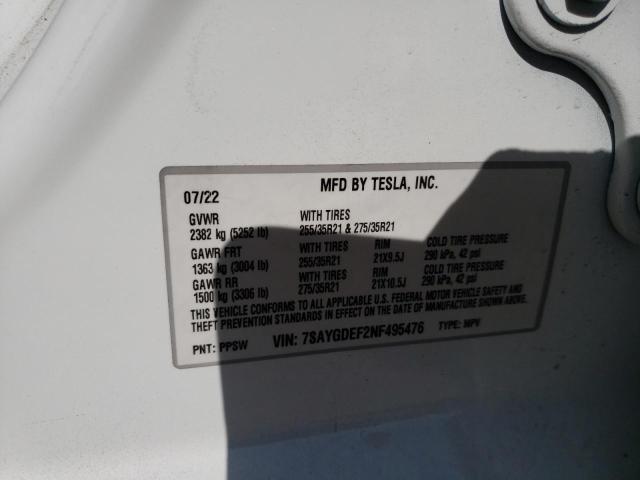 07/22 MFD BY TESLA, INC.
GVWR WITH TIRES
2382 kg (5252 lb) 255/35R21 & 275/35R21
GAWR FRT WITH TIRES RIM COLD TIRE PRESSURE
1363 kg (3004 lb) 255/35R21 21X9.5J 290 kPa, 42 psi
GAWR RR WITH TIRES RIM COLD TIRE PRESSURE
1500 kg (3306 lb) 275/35R21 21X10.5J 290 kPa, 42 psi
THIS VEHICLE CONFORMS TO ALL APPLICABLE U.S. FEDERAL MOTOR VEHICLE SAFETY AND
THEFT PREVENTION STANDARDS IN EFFECT ON THE DATE OF MANUFACTURE SHOWN ABOVE.
PNT: PPSW VIN: 7SAYGDEF2NF495476 TYPE: MPV